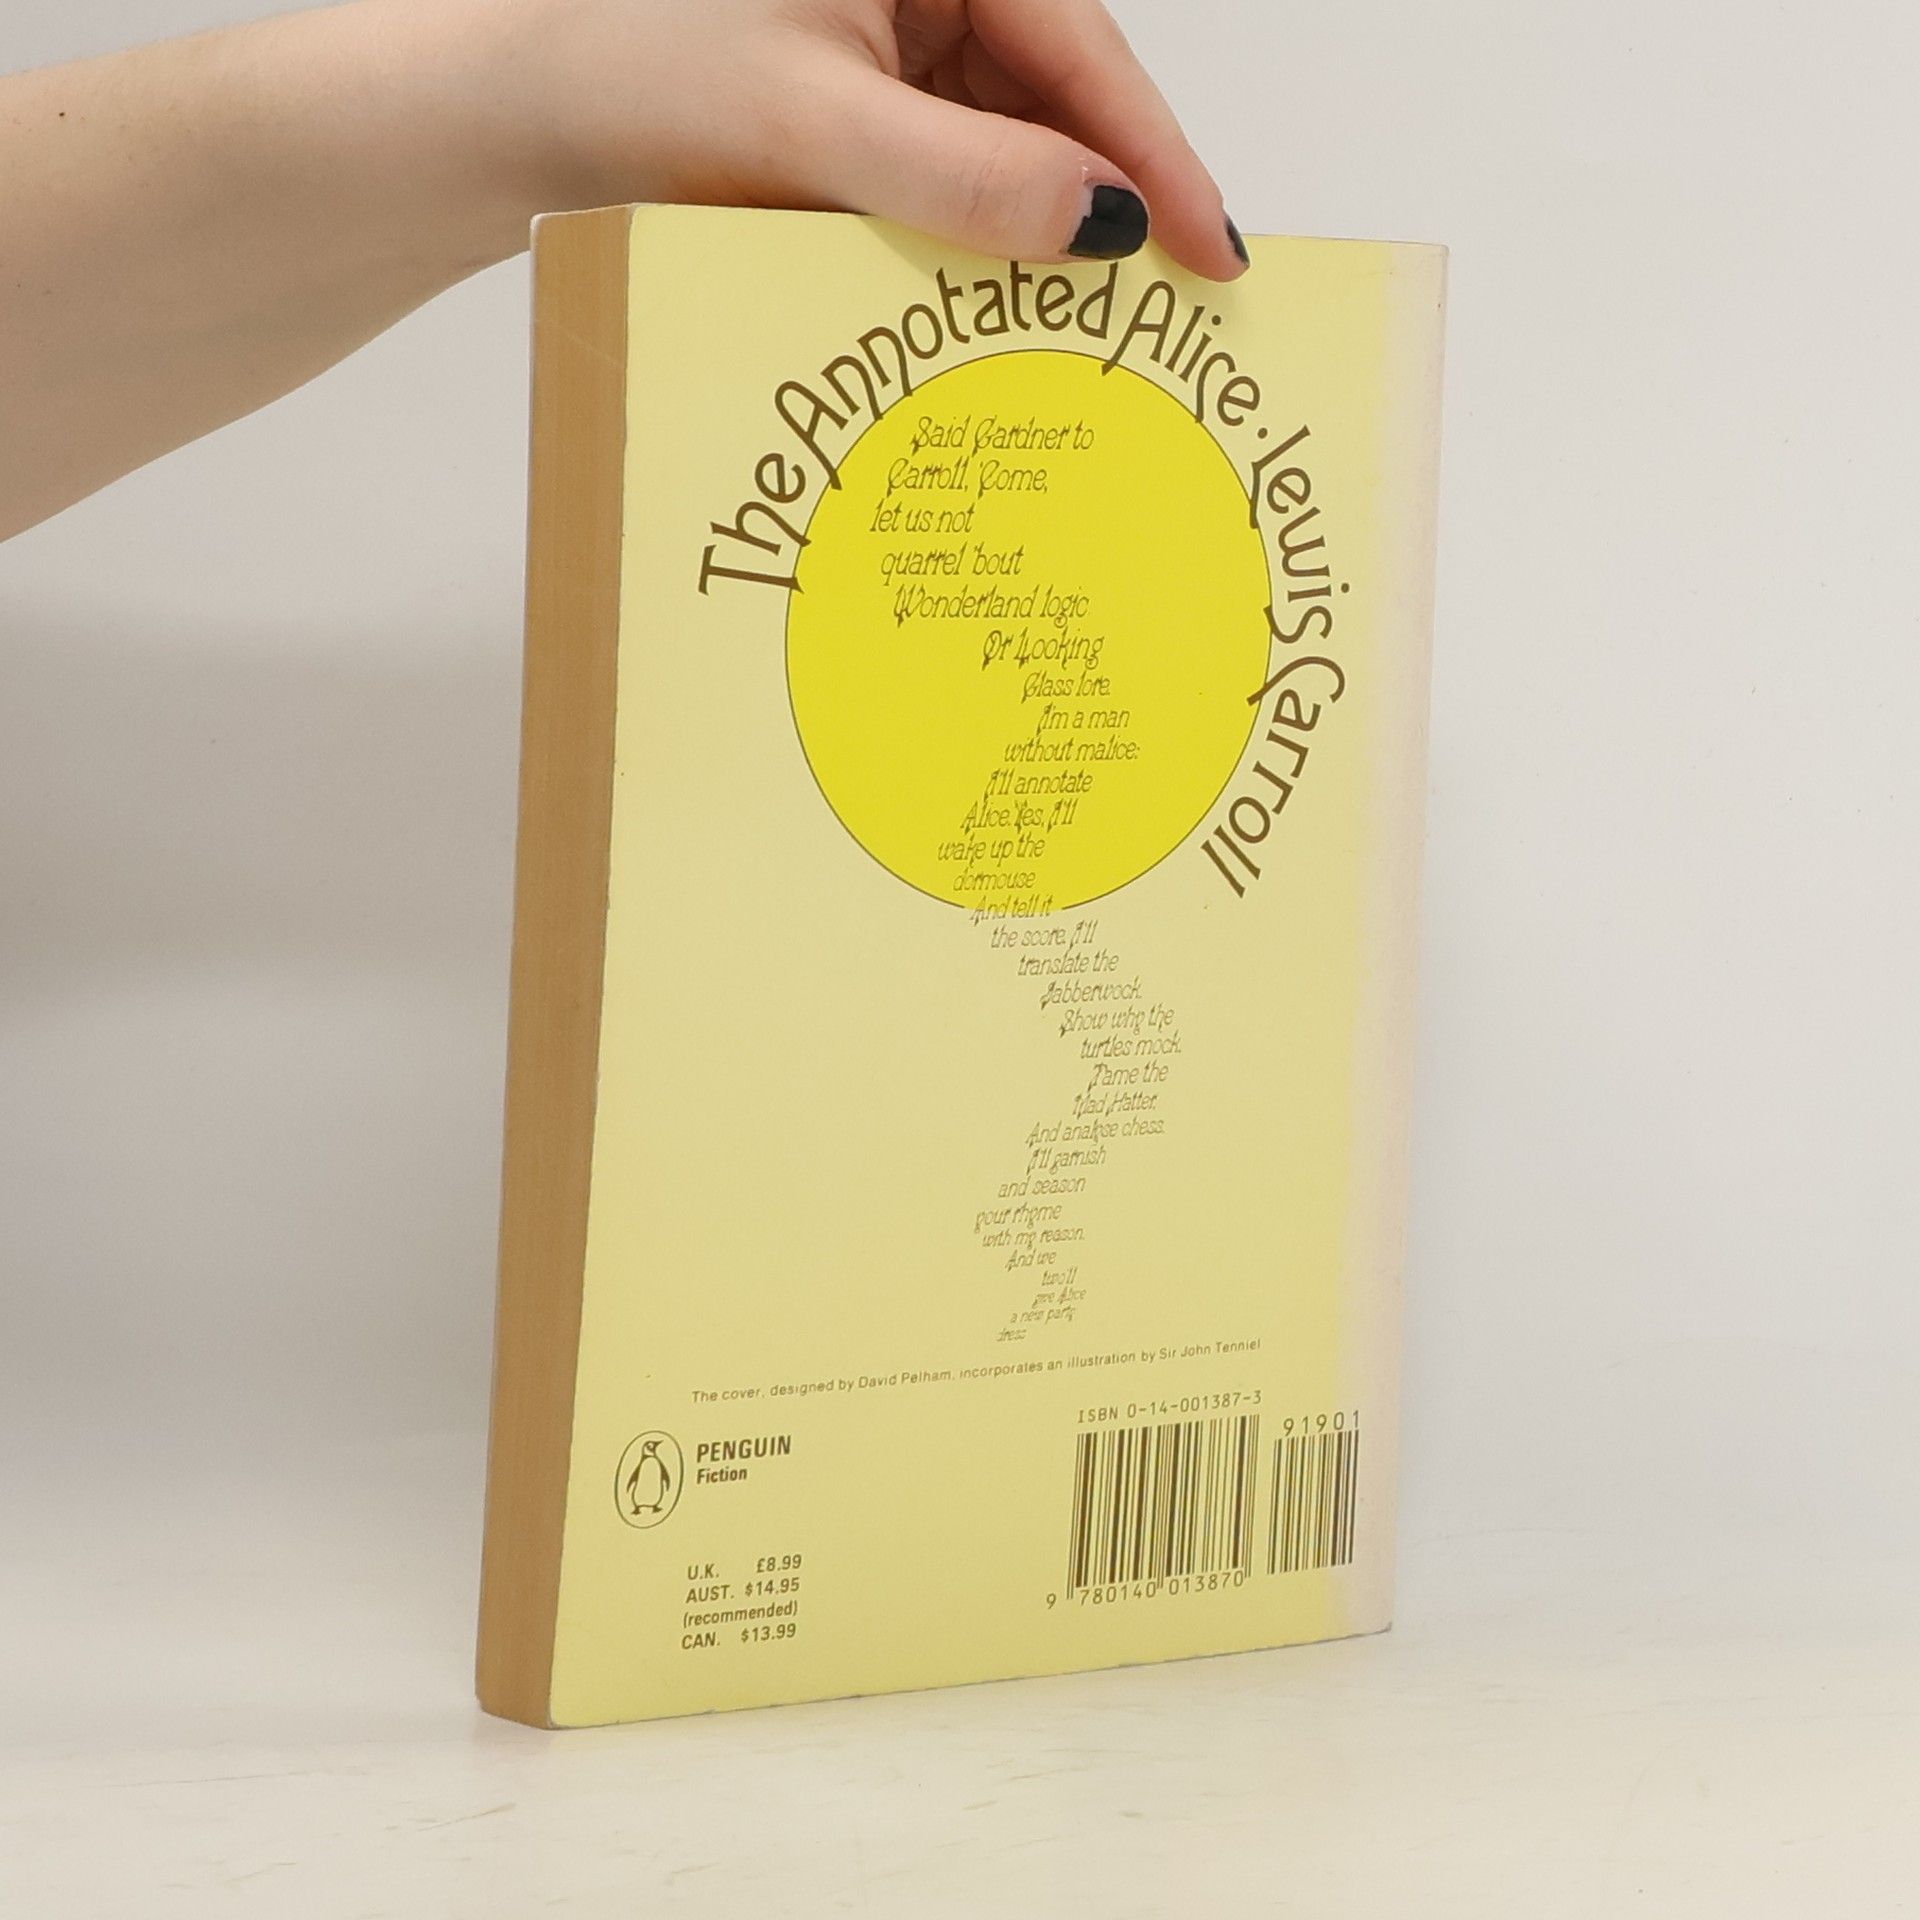 The Annotated Alice · Lewis Carroll
Said Gardner to
Carroll, 'Come,
let us not
quarrel 'bout
Wonderland logic
Or Looking
Glass lore.
I'm a man
without malice:
I'll annotate
Alice. Yes, I'll
wake up the
dormouse
And tell it
the score. I'll
translate the
Jabberwock.
Show why the
turtles mock.
Tame the
Mad Hatter,
And analyse chess.
I'll garnish
and season
your rhyme
with my reason.
And we
two'll
give Alice
a new party
dress
The cover, designed by David Pelham, incorporates an illustration by Sir John Tenniel
PENGUIN
Fiction
U.K. £8.99
AUST. $14.95
(recommended)
CAN. $13.99
ISBN 0-14-001387-3
91901
9 780140 013870